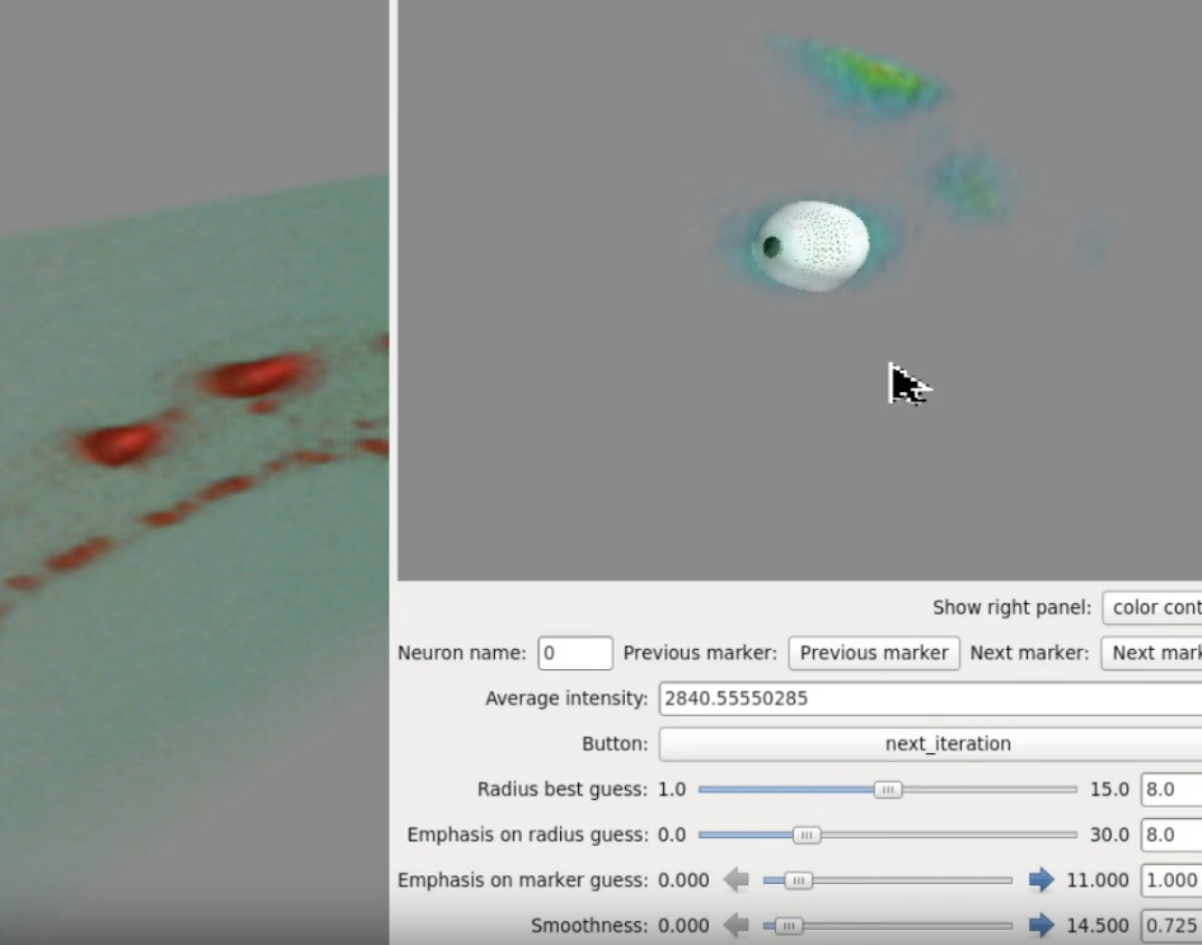 Show right panel: color cont
Neuron name: 0 Previous marker: Previous marker Next marker: Next mark
Average intensity: 2840.55550285
Button: next_iteration
Radius best guess: 1.0 15.0 8.0
Emphasis on radius guess: 0.0 30.0 8.0
Emphasis on marker guess: 0.000 11.000 1.000
Smoothness: 0.000 14.500 0.725